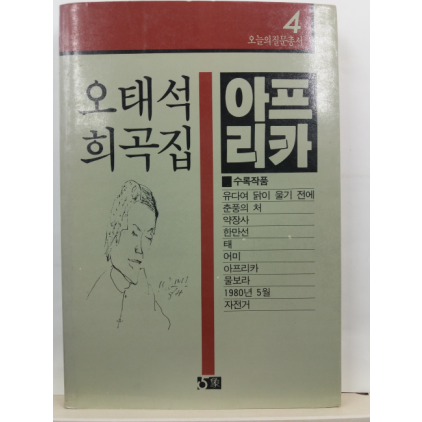 4
오늘의질문총서
오태석
희곡집
아프
리카
수록작품
유다여 닭이 울기 전에
춘풍의 처
약장사
한만선
태
어미
아프리카
물보라
1980년 5월
자전거